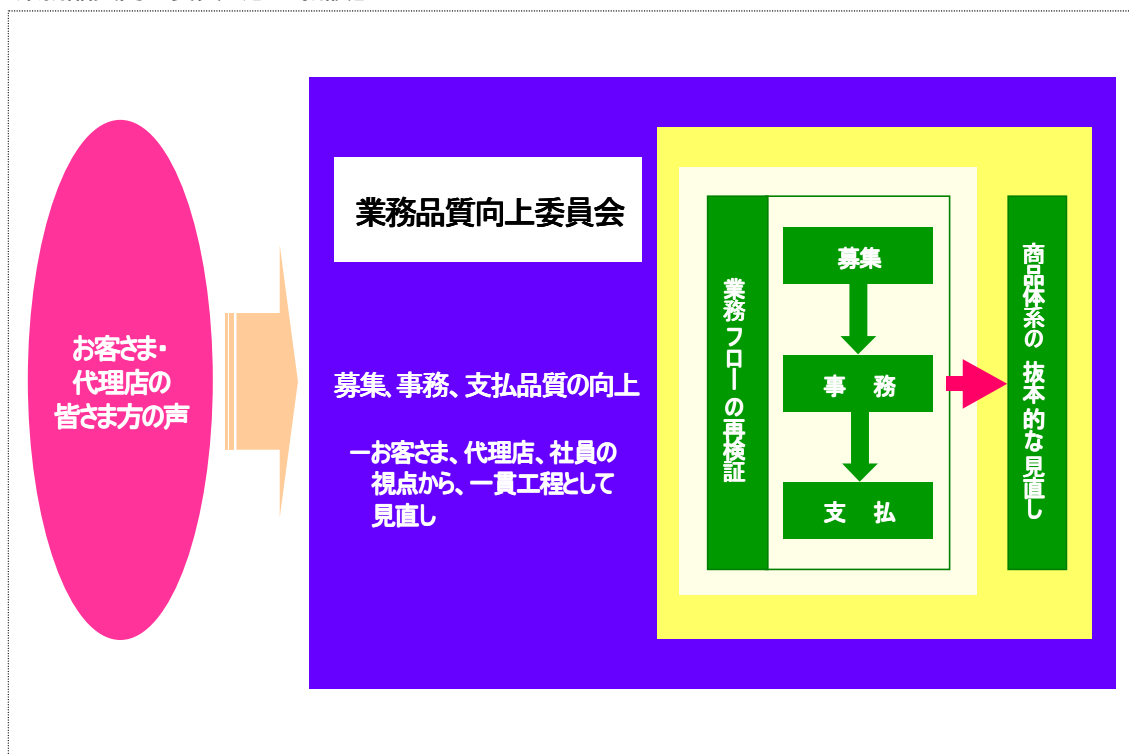 お客さま・
代理店の
皆さま方の声
業務品質向上委員会
募集、事務、支払品質の向上
－お客さま、代理店、社員の
視点から、一貫工程として
見直し
業務フローの再検証
募集
事　務
支　払
商品体系の抜本的な見直し